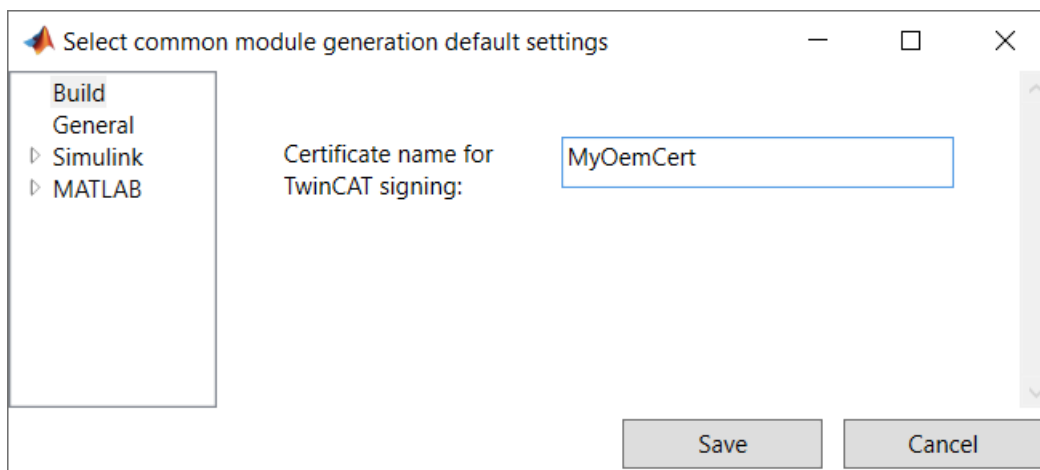 Select common module generation default settings
Build
General
Simulink
MATLAB
Certificate name for
TwinCAT signing:
MyOemCert
Save
Cancel